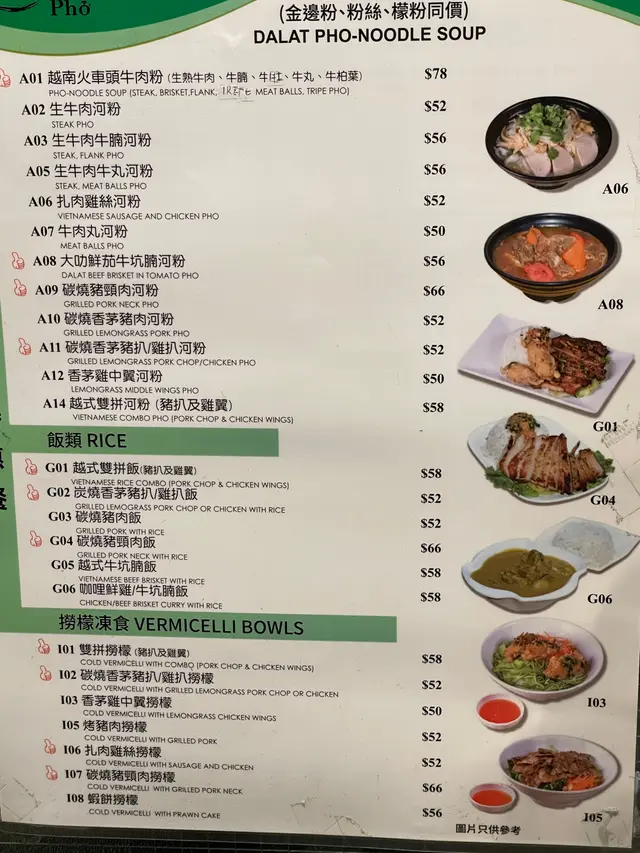 Phở
(金邊粉、粉絲、檬粉同價)
DALAT PHO-NOODLE SOUP
A01 越南火車頭牛肉粉 (生熟牛肉、牛腩、牛肚、牛丸、牛柏葉) $78
PHO-NOODLE SOUP (STEAK, BRISKET,FLANK, TRIPE MEAT BALLS, TRIPE PHO)
A02 生牛肉河粉 $52
STEAK PHO
A03 生牛肉牛腩河粉 $56
STEAK, FLANK PHO
A05 生牛肉牛丸河粉 $56
STEAK, MEAT BALLS PHO
A06 扎肉雞絲河粉 $52
VIETNAMESE SAUSAGE AND CHICKEN PHO
A06
A07 牛肉丸河粉 $50
MEAT BALLS PHO
A08 大叻鮮茄牛坑腩河粉 $56
DALAT BEEF BRISKET IN TOMATO PHO
A09 碳燒豬頸肉河粉 $66
GRILLED PORK NECK PHO
A08
A10 碳燒香茅豬肉河粉 $52
GRILLED LEMONGRASS PORK PHO
A11 碳燒香茅豬扒/雞扒河粉 $52
GRILLED LEMONGRASS PORK CHOP/CHICKEN PHO
A12 香茅雞中翼河粉 $50
LEMONGRASS MIDDLE WINGS PHO
A14 越式雙拼河粉 (豬扒及雞翼) $58
VIETNAMESE COMBO PHO (PORK CHOP & CHICKEN WINGS)
G01
飯類 RICE
G01 越式雙拼飯(豬扒及雞翼) $58
VIETNAMESE RICE COMBO (PORK CHOP & CHICKEN WINGS)
G02 炭燒香茅豬扒/雞扒飯 $52
GRILLED LEMOGRASS PORK CHOP OR CHICKEN WITH RICE
G04
G03 碳燒豬肉飯 $52
GRILLED PORK WITH RICE
G04 碳燒豬頸肉飯 $66
GRILLED PORK NECK WITH RICE
G05 越式牛坑腩飯 $58
VIETNAMESE BEEF BRISKET WITH RICE
G06 咖哩鮮雞/牛坑腩飯 $58
CHICKEN/BEEF BRISKET CURRY WITH RICE
G06
撈檬凍食 VERMICELLI BOWLS
I01 雙拼撈檬 (豬扒及雞翼) $58
COLD VERMICELLI WITH COMBO (PORK CHOP & CHICKEN WINGS)
I02 碳燒香茅豬扒/雞扒撈檬 $52
COLD VERMICELLI WITH GRILLED LEMONGRASS PORK CHOP OR CHICKEN
I03 香茅雞中翼撈檬 $50
COLD VERMICELLI WITH LEMONGRASS CHICKEN WINGS
I03
I05 烤豬肉撈檬 $52
COLD VERMICELLI WITH GRILLED PORK
I06 扎肉雞絲撈檬 $52
COLD VERMICELLI WITH SAUSAGE AND CHICKEN
I07 碳燒豬頸肉撈檬 $66
COLD VERMICELLI WITH GRILLED PORK NECK
I08 蝦餅撈檬 $56
COLD VERMICELLI WITH PRAWN CAKE
I05
圖片只供參考